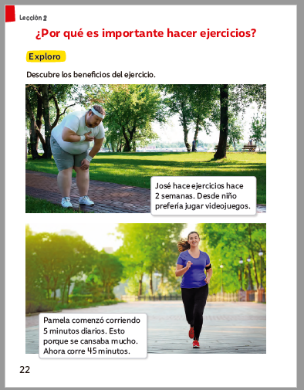 Lección 2
¿Por qué es importante hacer ejercicios?
Exploro
Descubre los beneficios del ejercicio.
José hace ejercicios hace
2 semanas. Desde niño
prefería jugar videojuegos.
Pamela comenzó corriendo
5 minutos diarios. Esto
porque se cansaba mucho.
Ahora corre 45 minutos.
22